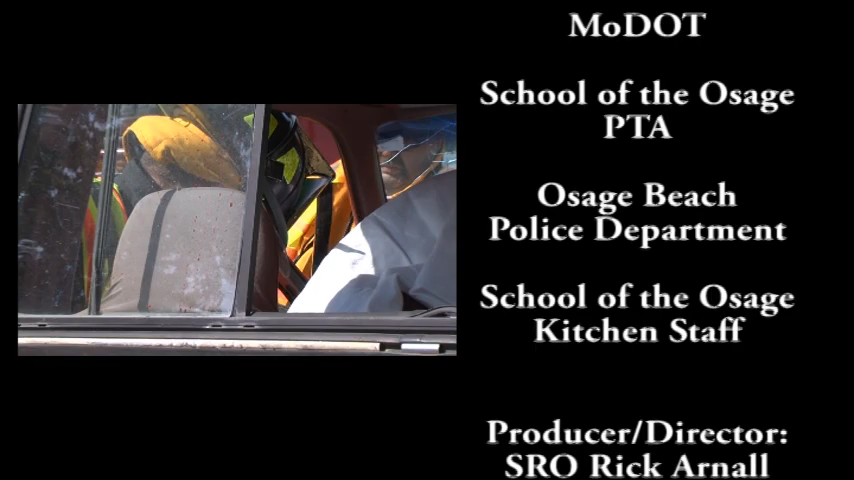 MoDOT
School of the Osage
PTA
Osage Beach
Police Department
School of the Osage
Kitchen Staff
Producer/Director:
SRO Rick Arnall